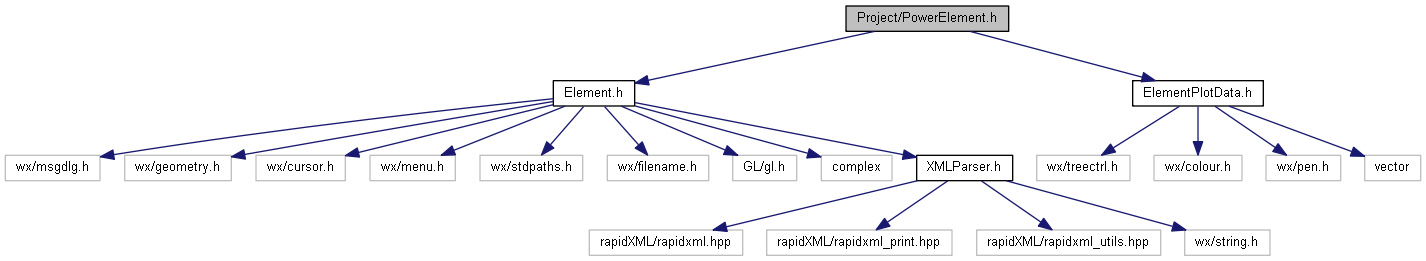 Project/PowerElement.h
Element.h
ElementPlotData.h
wx/msgdlg.h
wx/geometry.h
wx/cursor.h
wx/menu.h
wx/stdpaths.h
wx/filename.h
GL/gl.h
complex
XMLParser.h
wx/treectrl.h
wx/colour.h
wx/pen.h
vector
rapidXML/rapidxml.hpp
rapidXML/rapidxml_print.hpp
rapidXML/rapidxml_utils.hpp
wx/string.h